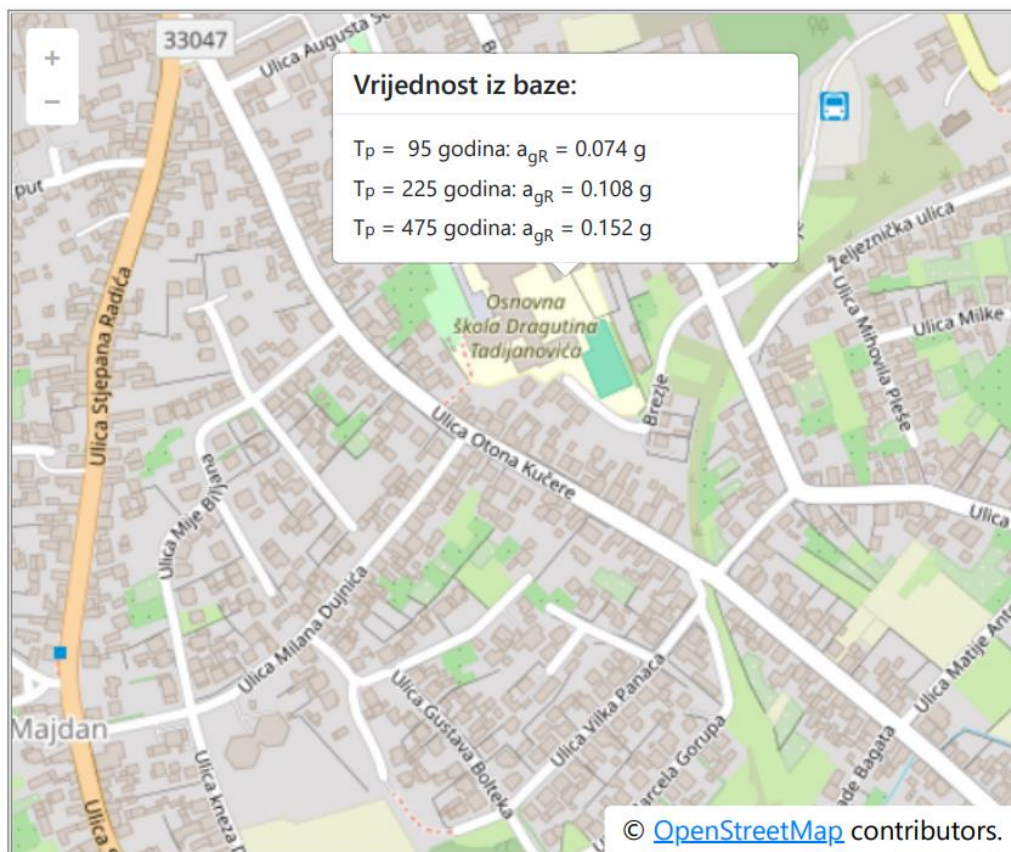 +
−
33047
Ulica Augusta
Vrijednost iz baze:
Tp = 95 godina: agR = 0.074 g
Tp = 225 godina: agR = 0.108 g
Tp = 475 godina: agR = 0.152 g
put
Ulica Stjepana Radića
Željeznička ulica
Ulica Mihovila Pleše
Ulica Milke
Osnovna
škola Dragutina
Tadijanovića
Brezje
Ulica Otona Kučere
Ulica Mije Biljana
Ulica
Ulica Milana Dujnića
Ulica Gustava Bolteka
Ulica Vilka Panaca
Ulica Matije
Majdan
Ulica kneza
Marcela Gorupa
Bagata
Ulica
© OpenStreetMap contributors.